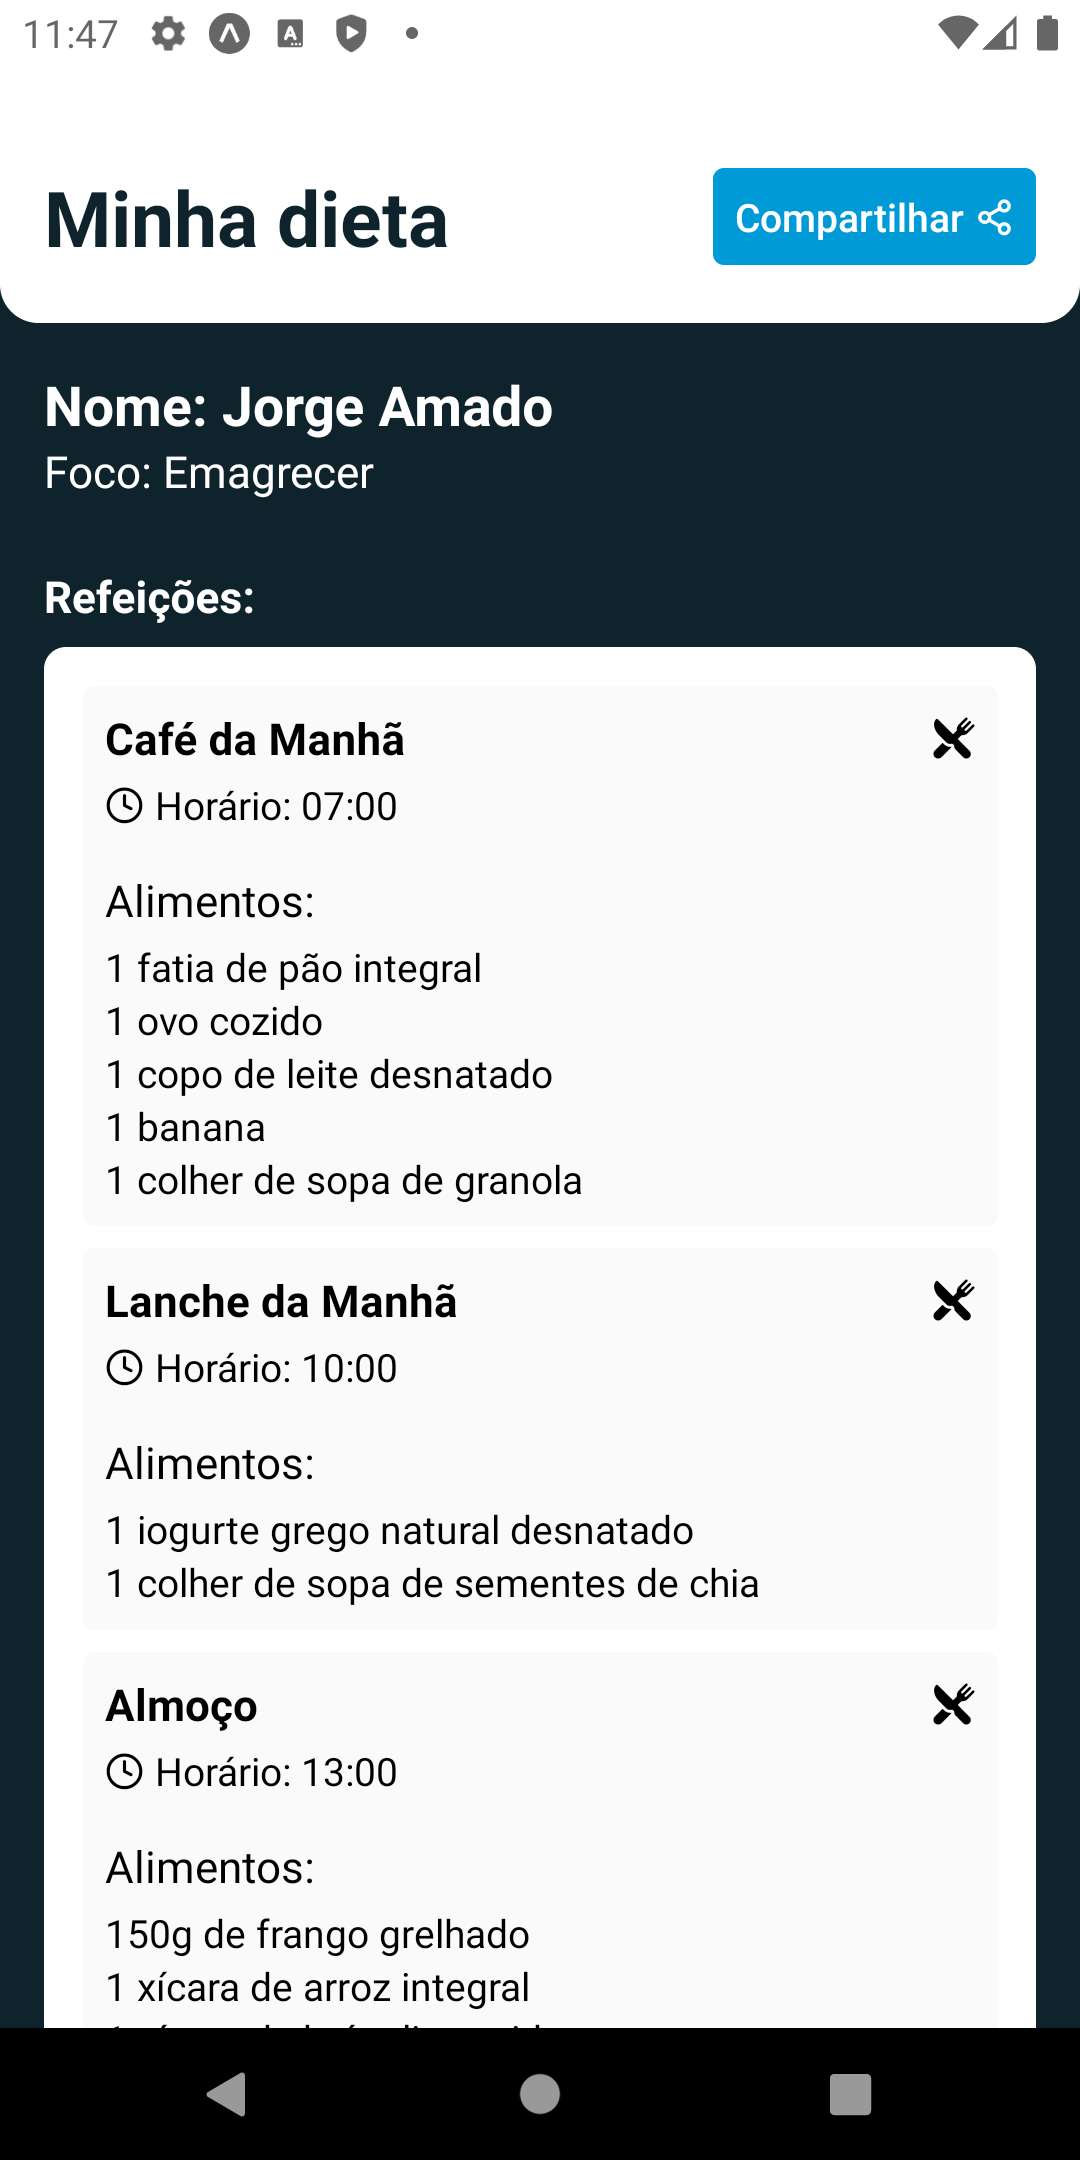 11:47
Minha dieta
Compartilhar
Nome: Jorge Amado
Foco: Emagrecer
Refeições:
Café da Manhã
Horário: 07:00
Alimentos:
1 fatia de pão integral
1 ovo cozido
1 copo de leite desnatado
1 banana
1 colher de sopa de granola
Lanche da Manhã
Horário: 10:00
Alimentos:
1 iogurte grego natural desnatado
1 colher de sopa de sementes de chia
Almoço
Horário: 13:00
Alimentos:
150g de frango grelhado
1 xícara de arroz integral